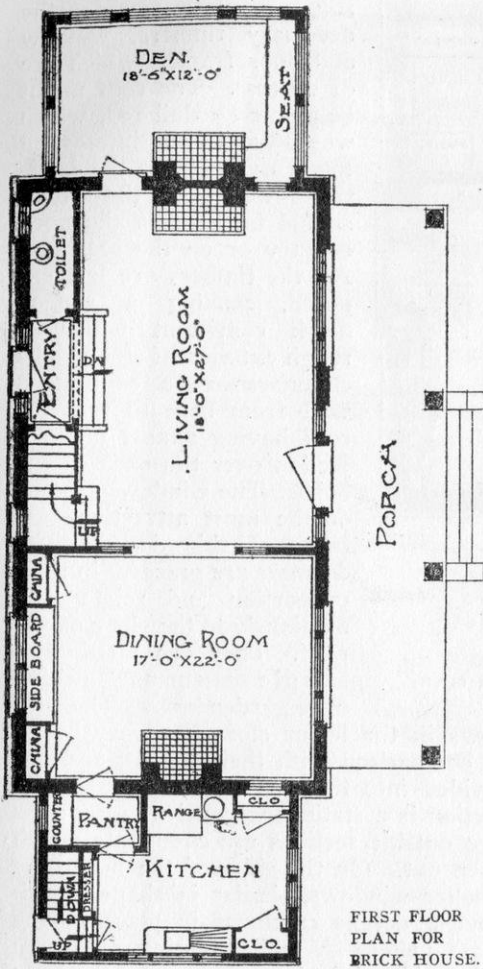 DEN.
18'-6"X12'-0"
SEAT
TOILET
ENTRY
DN
LIVING ROOM
18'-0"X27'-0"
PORCH
UP
CHINA
SIDE BOARD
CHINA
DINING ROOM
17'-0"X22'-0"
COUNTER
PANTRY
RANGE
CLO.
DOWN
DRESSER
KITCHEN
UP
CLO.
FIRST FLOOR
PLAN FOR
BRICK HOUSE.